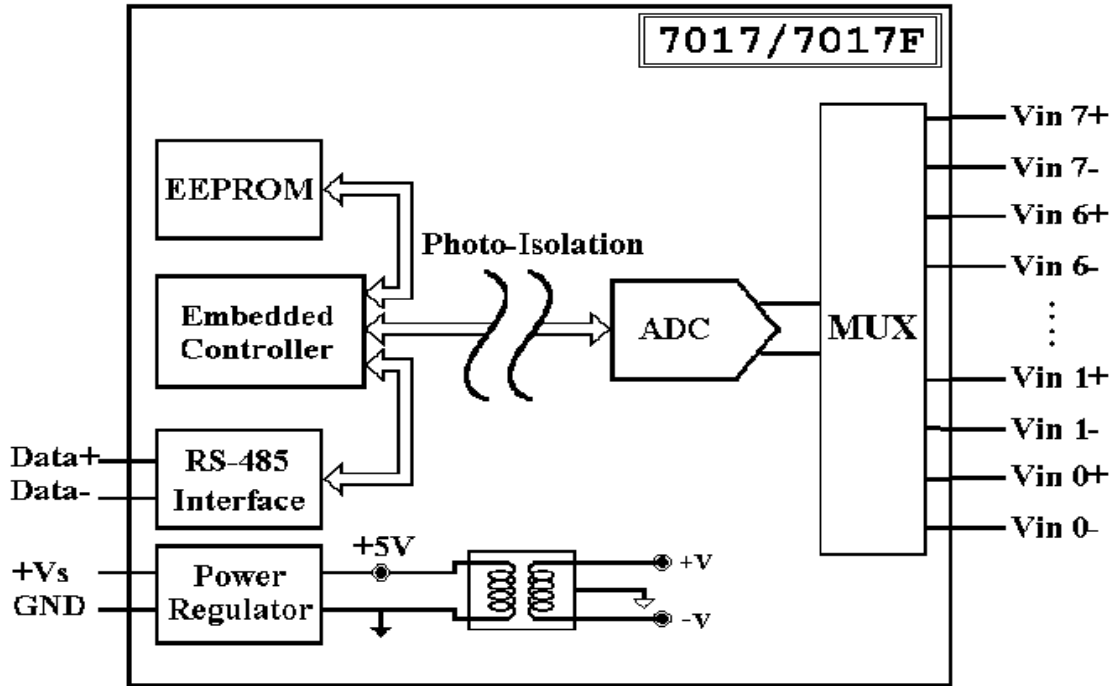 7017/7017F
EEPROM
Photo-Isolation
Embedded
Controller
ADC
MUX
Vin 7+
Vin 7-
Vin 6+
Vin 6-
Vin 1+
Vin 1-
Vin 0+
Vin 0-
Data+
Data-
RS-485
Interface
+Vs
GND
Power
Regulator
+5V
+V
-V